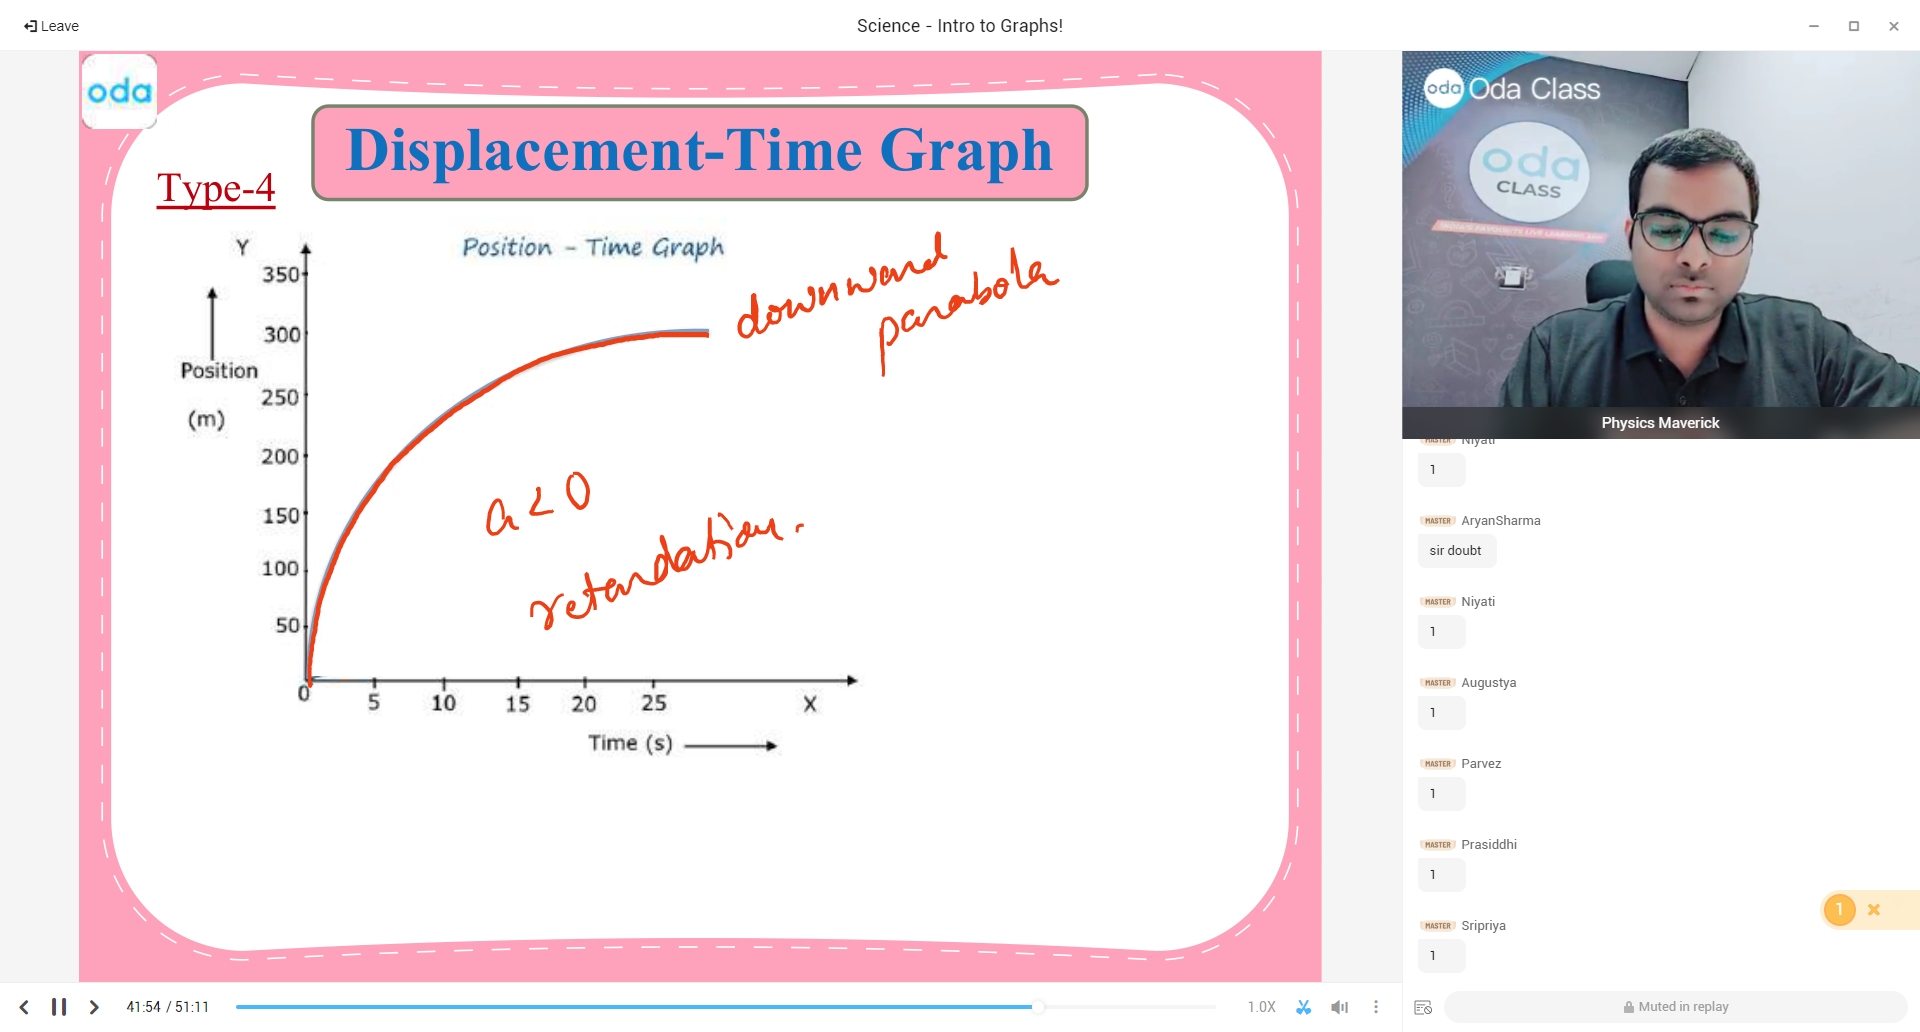 Leave
Science - Intro to Graphs!
oda
Displacement-Time Graph
Type-4
Position - Time Graph
Y
350
300
250
200
150
100
50
0
Position
(m)
5 10 15 20 25
X
Time (s)
downward
parabola
a < 0
retardation.
oda Oda Class
oda
CLASS
Physics Maverick
MASTER Niyati
1
MASTER AryanSharma
sir doubt
MASTER Niyati
1
MASTER Augustya
1
MASTER Parvez
1
MASTER Prasiddhi
1
MASTER Sripriya
1
1
41:54 / 51:11
1.0X
Muted in replay